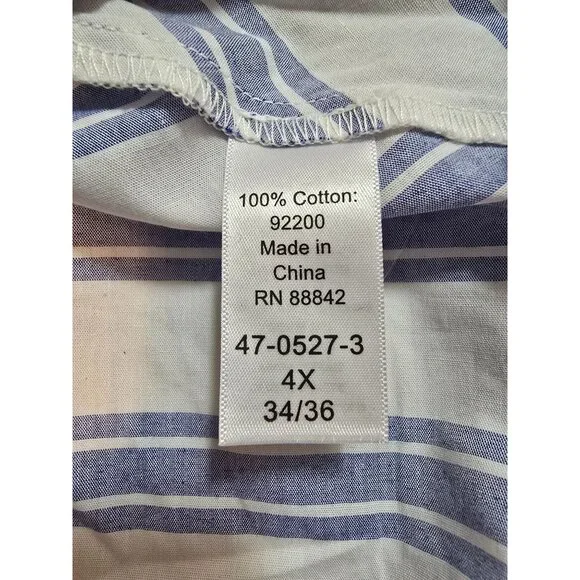 100% Cotton:
92200
Made in
China
RN 88842
47-0527-3
4X
34/36